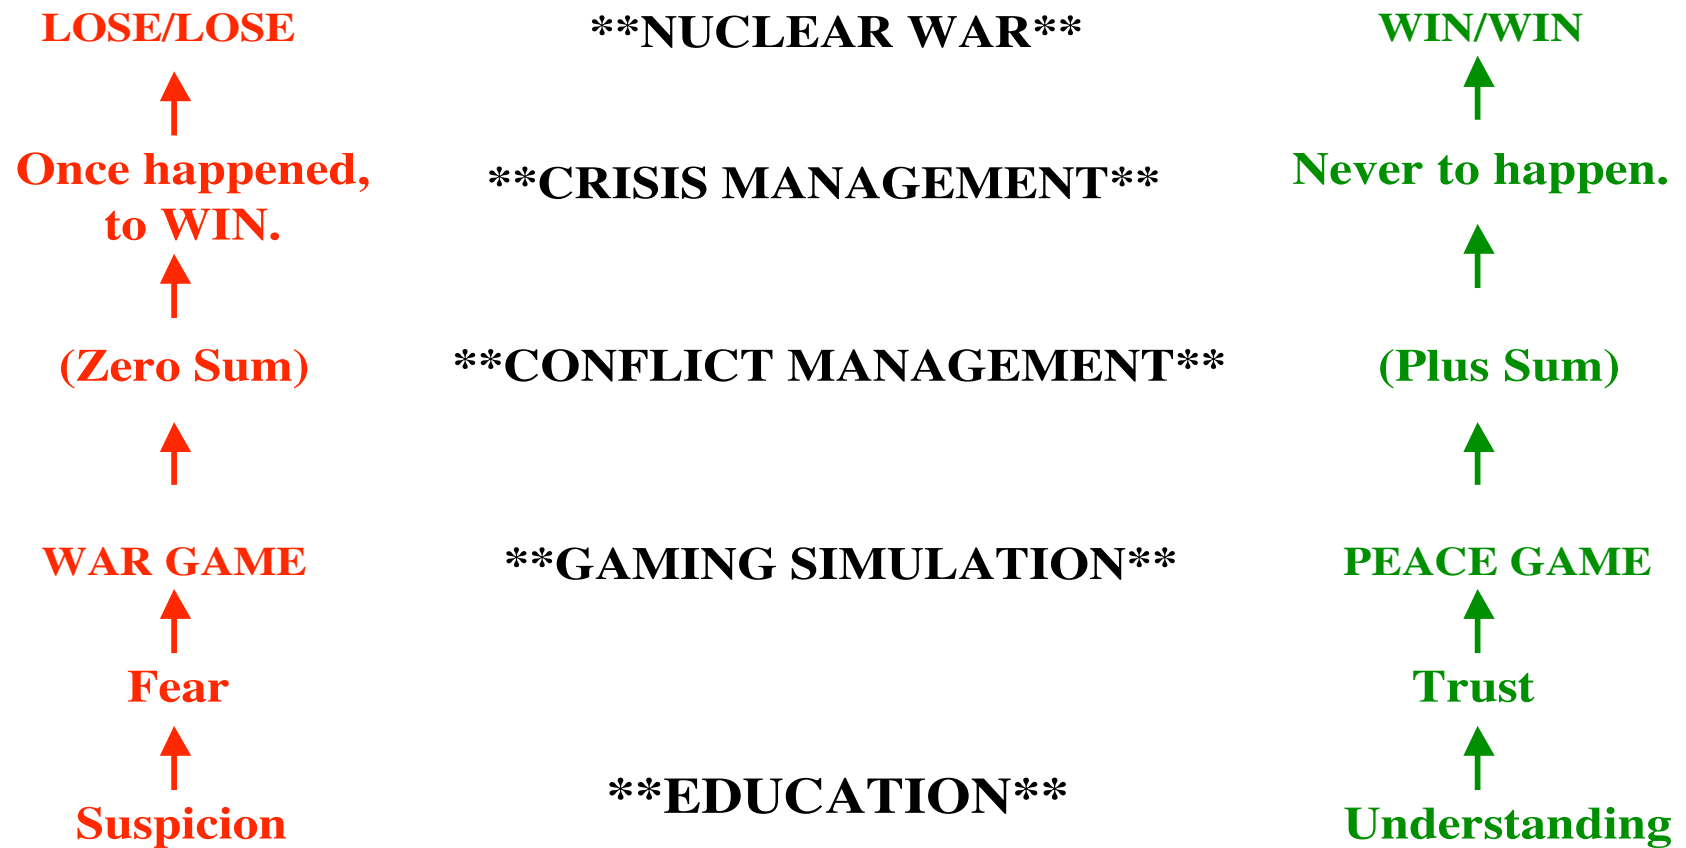 LOSE/LOSE **NUCLEAR WAR** WIN/WIN
Once happened, **CRISIS MANAGEMENT** Never to happen.
to WIN.
(Zero Sum) **CONFLICT MANAGEMENT** (Plus Sum)
WAR GAME **GAMING SIMULATION** PEACE GAME
Fear Trust
**EDUCATION**
Suspicion Understanding